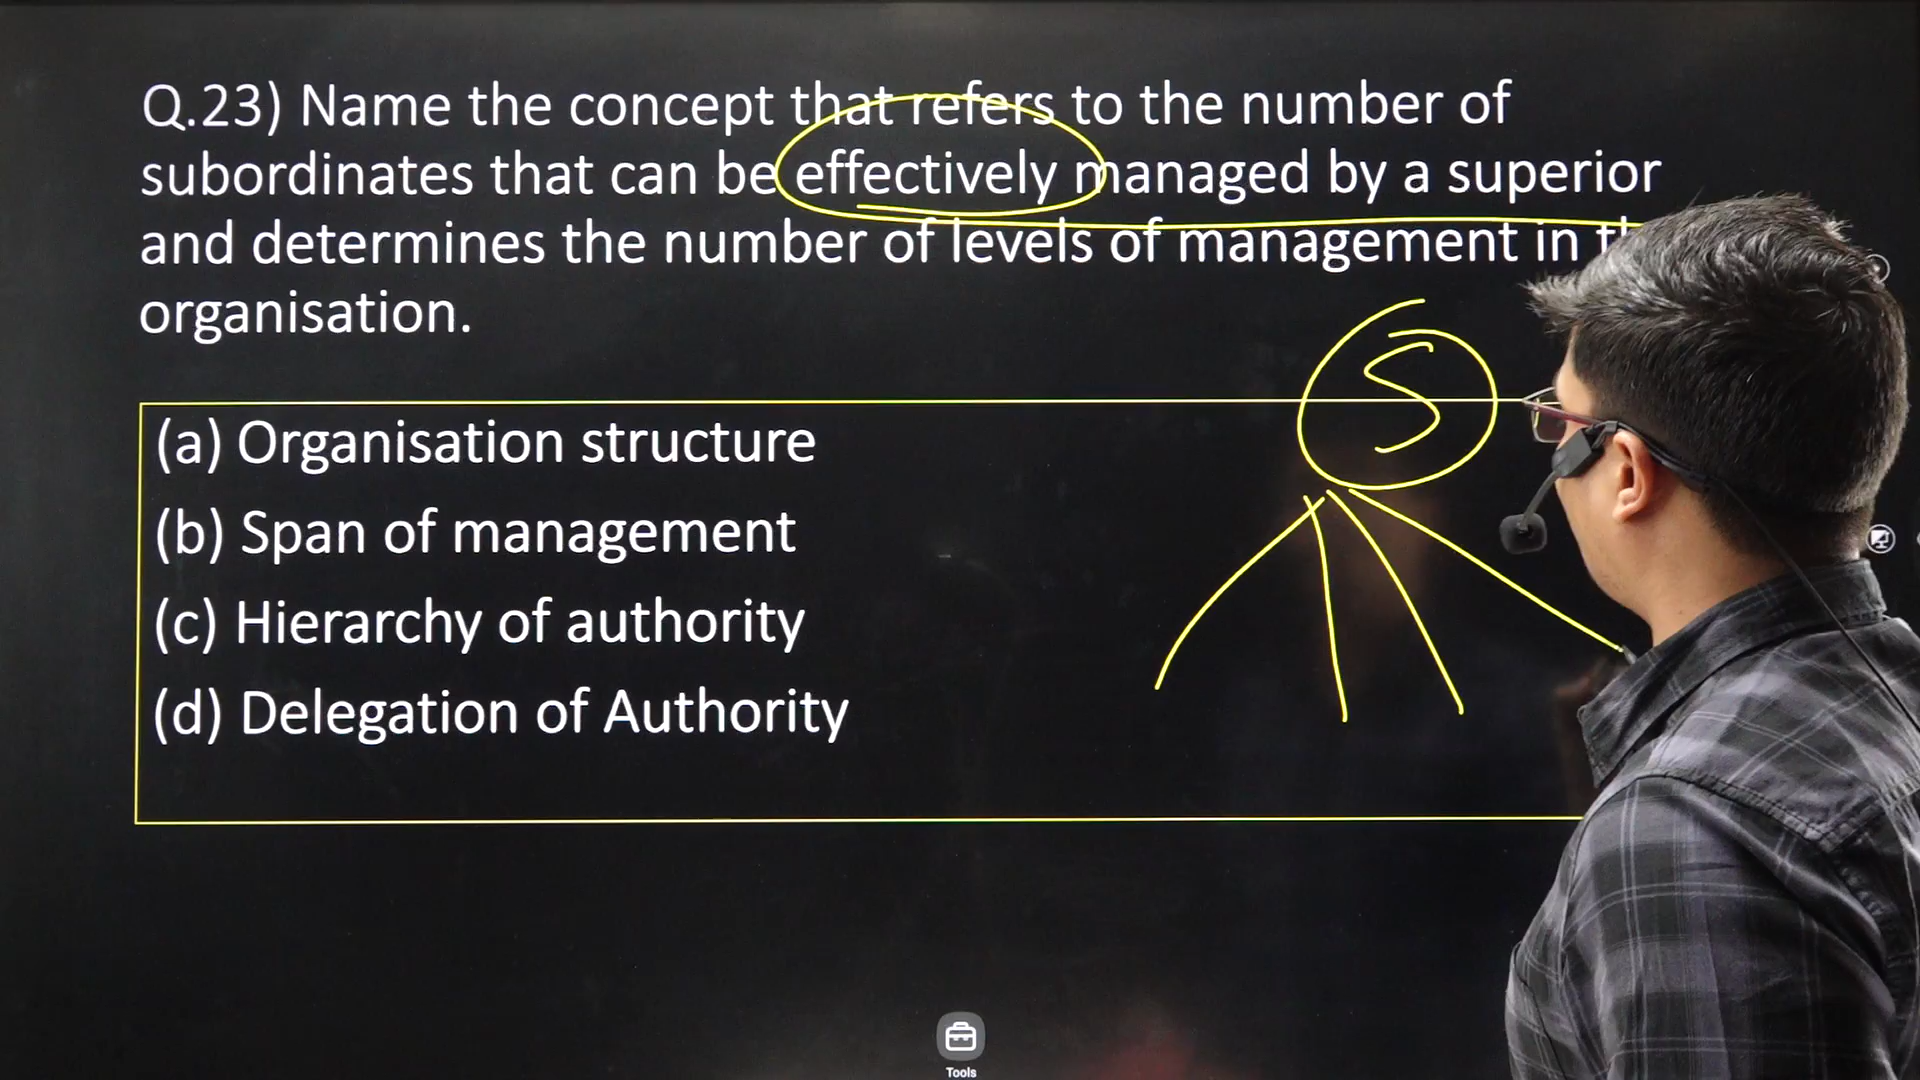 Q.23) Name the concept that refers to the number of
subordinates that can be effectively managed by a superior
and determines the number of levels of management in
organisation.
S
(a) Organisation structure
(b) Span of management
(c) Hierarchy of authority
(d) Delegation of Authority
Tools